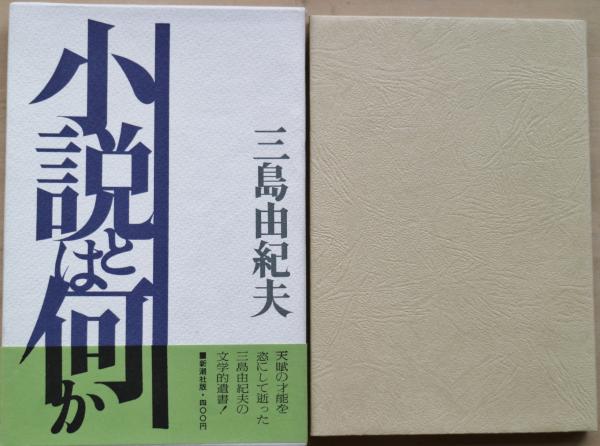 小説とは何か
三島由紀夫
天賦の才能を
恣にして逝った
三島由紀夫の
文学的遺書！
■新潮社版・四〇〇円